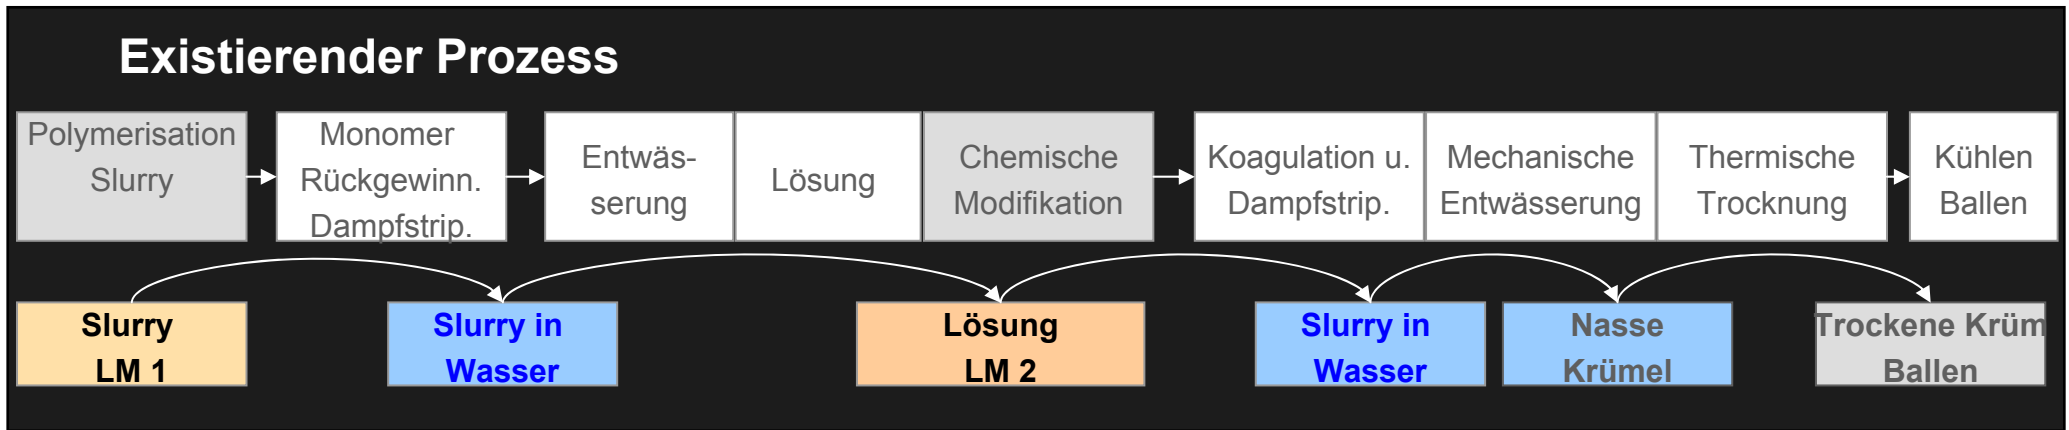 Existierender Prozess
Polymerisation
Slurry
Monomer
Rückgewinn.
Dampfstrip.
Entwäs-
serung
Lösung
Chemische
Modifikation
Koagulation u.
Dampfstrip.
Mechanische
Entwässerung
Thermische
Trocknung
Kühlen
Ballen
Slurry
LM 1
Slurry in
Wasser
Lösung
LM 2
Slurry in
Wasser
Nasse
Krümel
Trockene Krüm
Ballen